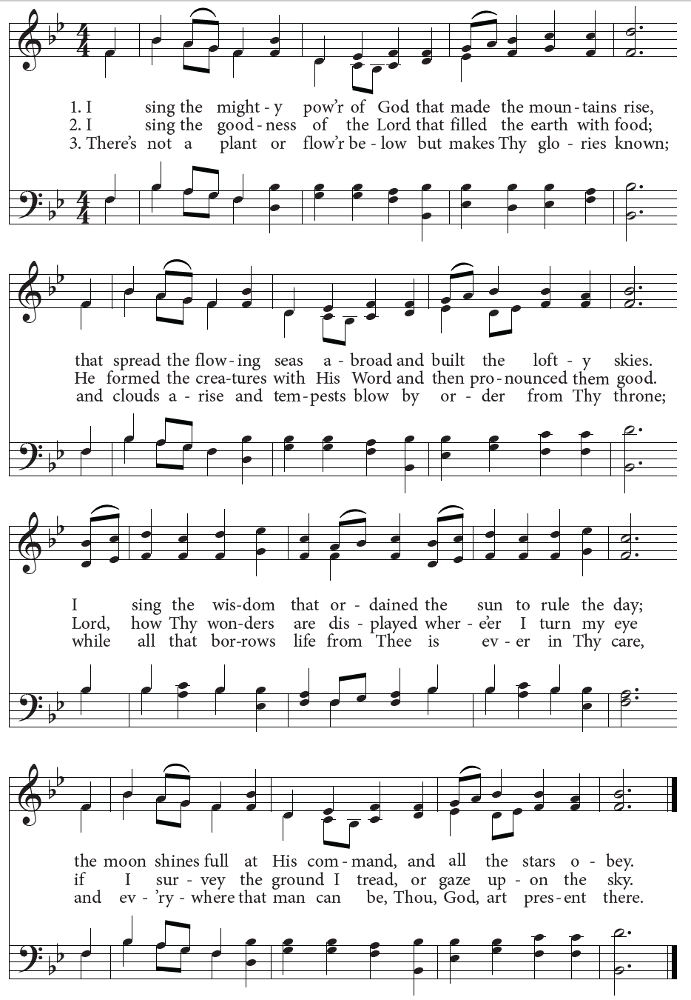 1. I sing the might - y pow’r of God that made the moun - tains rise,
2. I sing the good - ness of the Lord that filled the earth with food;
3. There’s not a plant or flow’r be - low but makes Thy glo - ries known;
that spread the flow - ing seas a - broad and built the loft - y skies.
He formed the crea-tures with His Word and then pro - nounced them good.
and clouds a - rise and tem-pests blow by or - der from Thy throne;
I sing the wis-dom that or - dained the sun to rule the day;
Lord, how Thy won-ders are dis - played wher - e’er I turn my eye
while all that bor-rows life from Thee is ev - er in Thy care,
the moon shines full at His com - mand, and all the stars o - bey.
if I sur - vey the ground I tread, or gaze up - on the sky.
and ev - ’ry - where that man can be, Thou, God, art pres - ent there.